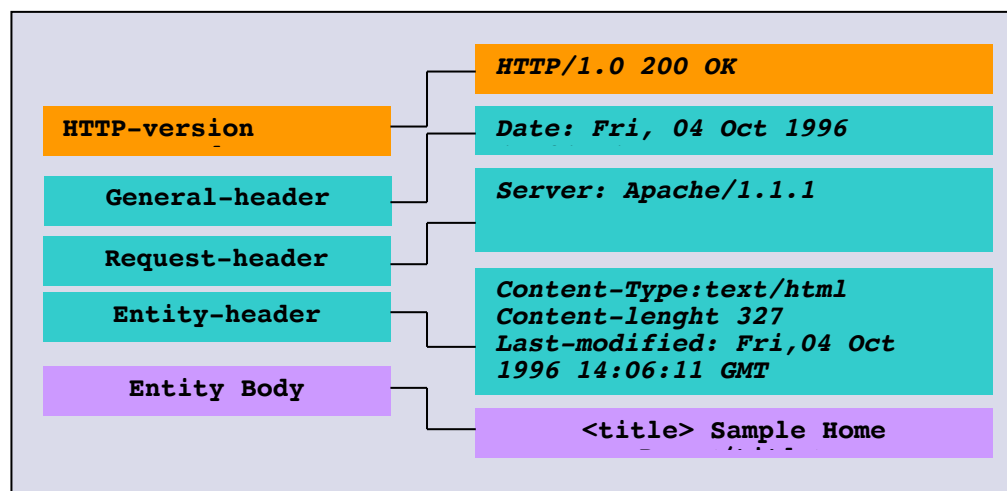 HTTP/1.0 200 OK
HTTP-version
Date: Fri, 04 Oct 1996
General-header
Server: Apache/1.1.1
Request-header
Entity-header
Content-Type:text/html
Content-lenght 327
Last-modified: Fri,04 Oct
1996 14:06:11 GMT
Entity Body
<title> Sample Home